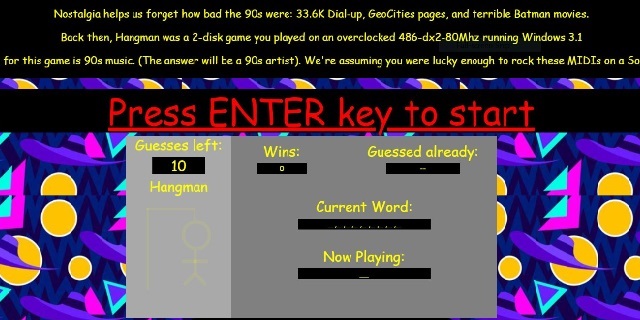 Nostalgia helps us forget how bad the 90s were: 33.6K Dial-up, GeoCities pages, and terrible Batman movies.
Back then, Hangman was a 2-disk game you played on an overclocked 486-dx2-80Mhz running Windows 3.1
for this game is 90s music. (The answer will be a 90s artist). We're assuming you were lucky enough to rock these MIDIs on a So
Press ENTER key to start
Guesses left:
10
Hangman
Wins:
0
Guessed already:
--
Current Word:
, , , , , , , ,
Now Playing:
__